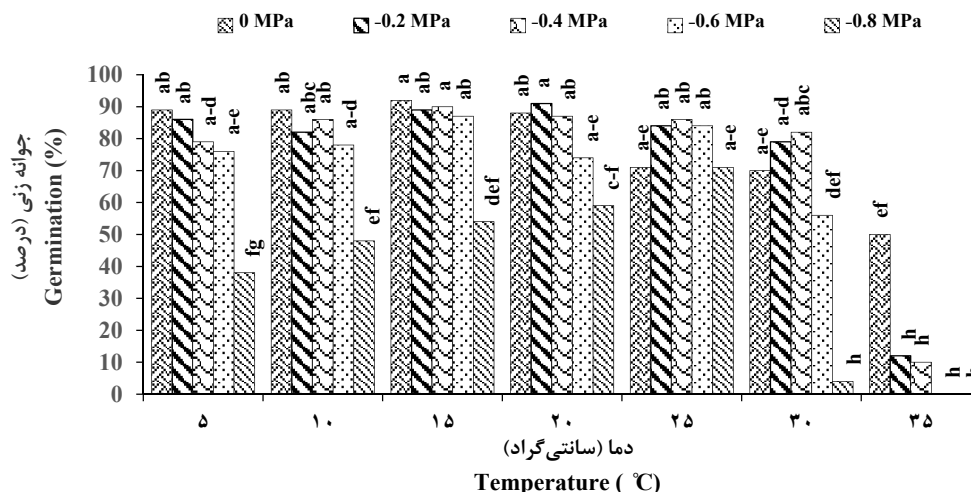 0 MPa -0.2 MPa -0.4 MPa -0.6 MPa -0.8 MPa
جوانه زنی (درصد)
Germination (%)
100
90
80
70
60
50
40
30
20
10
0
ab ab a-d a-e fg
ab abc ab a-d ef
a ab a ab def
ab a ab a-e c-f
a-e ab ab ab a-e
a-e a-d abc def h
ef h h h
۵ ۱۰ ۱۵ ۲۰ ۲۵ ۳۰ ۳۵
دما (سانتی‌گراد)
Temperature ( ℃)